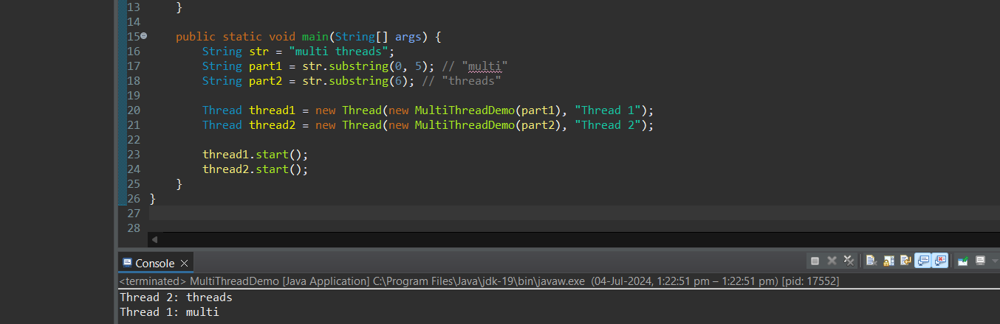 13 }
14
15 public static void main(String[] args) {
16 String str = "multi threads";
17 String part1 = str.substring(0, 5); // "multi"
18 String part2 = str.substring(6); // "threads"
19
20 Thread thread1 = new Thread(new MultiThreadDemo(part1), "Thread 1");
21 Thread thread2 = new Thread(new MultiThreadDemo(part2), "Thread 2");
22
23 thread1.start();
24 thread2.start();
25 }
26 }
27
28
Console
<terminated> MultiThreadDemo [Java Application] C:\Program Files\Java\jdk-19\bin\javaw.exe (04-Jul-2024, 1:22:51 pm – 1:22:51 pm) [pid: 17552]
Thread 2: threads
Thread 1: multi